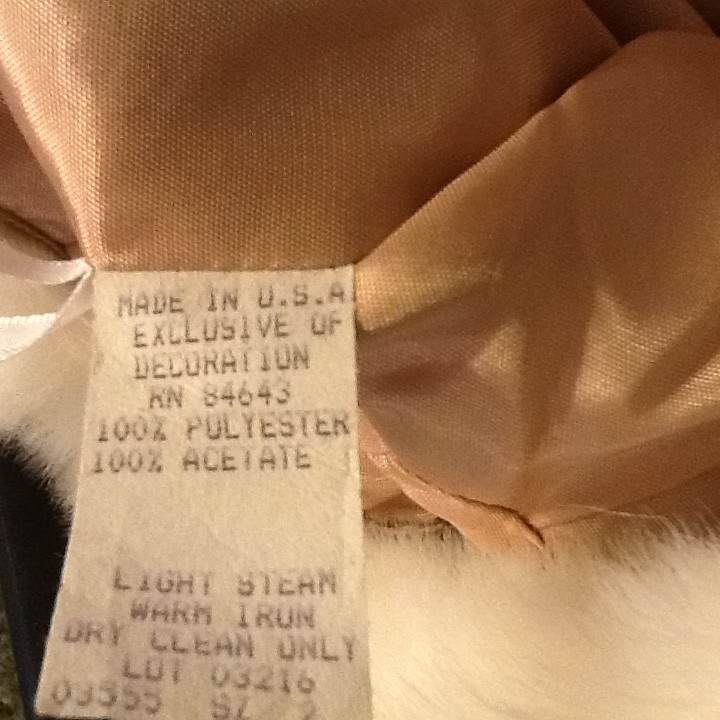 MADE IN U.S.A.
EXCLUSIVE OF
DECORATION
RN 84643
100% POLYESTER
100% ACETATE
LIGHT STEAM
WARM IRON
DRY CLEAN ONLY
LOT 03216
03555 SZ 2